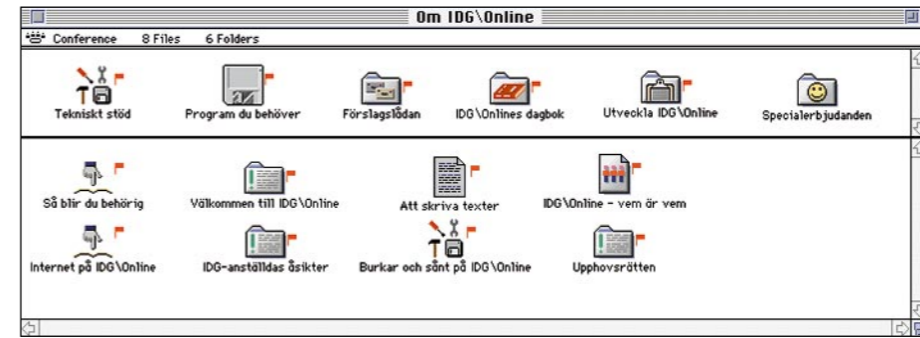 Om IDG\Online
Conference 8 Files 6 Folders
Tekniskt stöd Program du behöver Förslagslådan IDG\Onlines dagbok Utveckla IDG\Online Specialerbjudanden
Så blir du behörig Välkommen till IDG\Online Att skriva texter IDG\Online - vem är vem
Internet på IDG\Online IDG-anställdas åsikter Burkar och sånt på IDG\Online Upphovsrätten